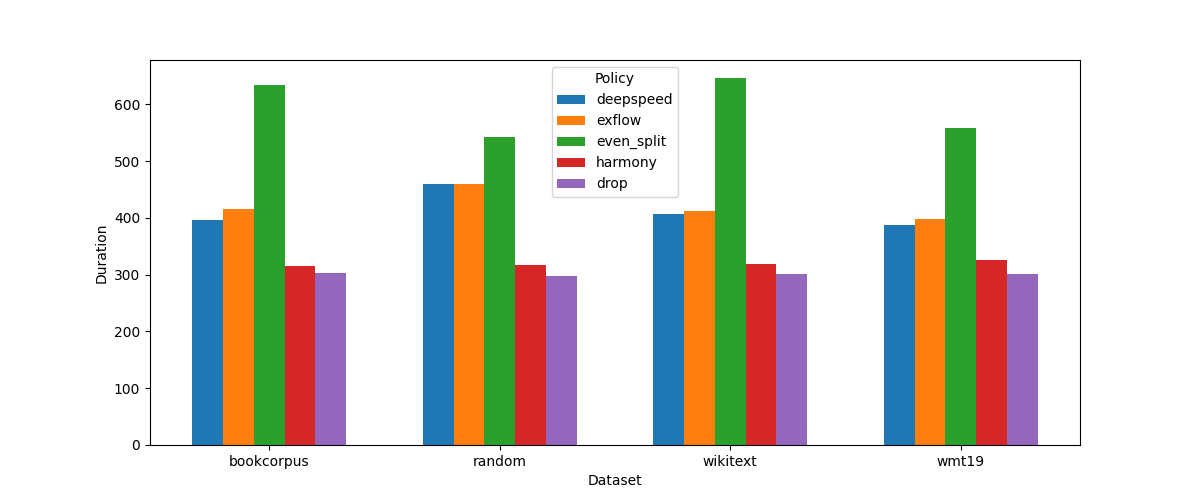 Policy
deepspeed
exflow
even_split
harmony
drop
600
500
400
300
200
100
0
Duration
bookcorpus
random
wikitext
wmt19
Dataset